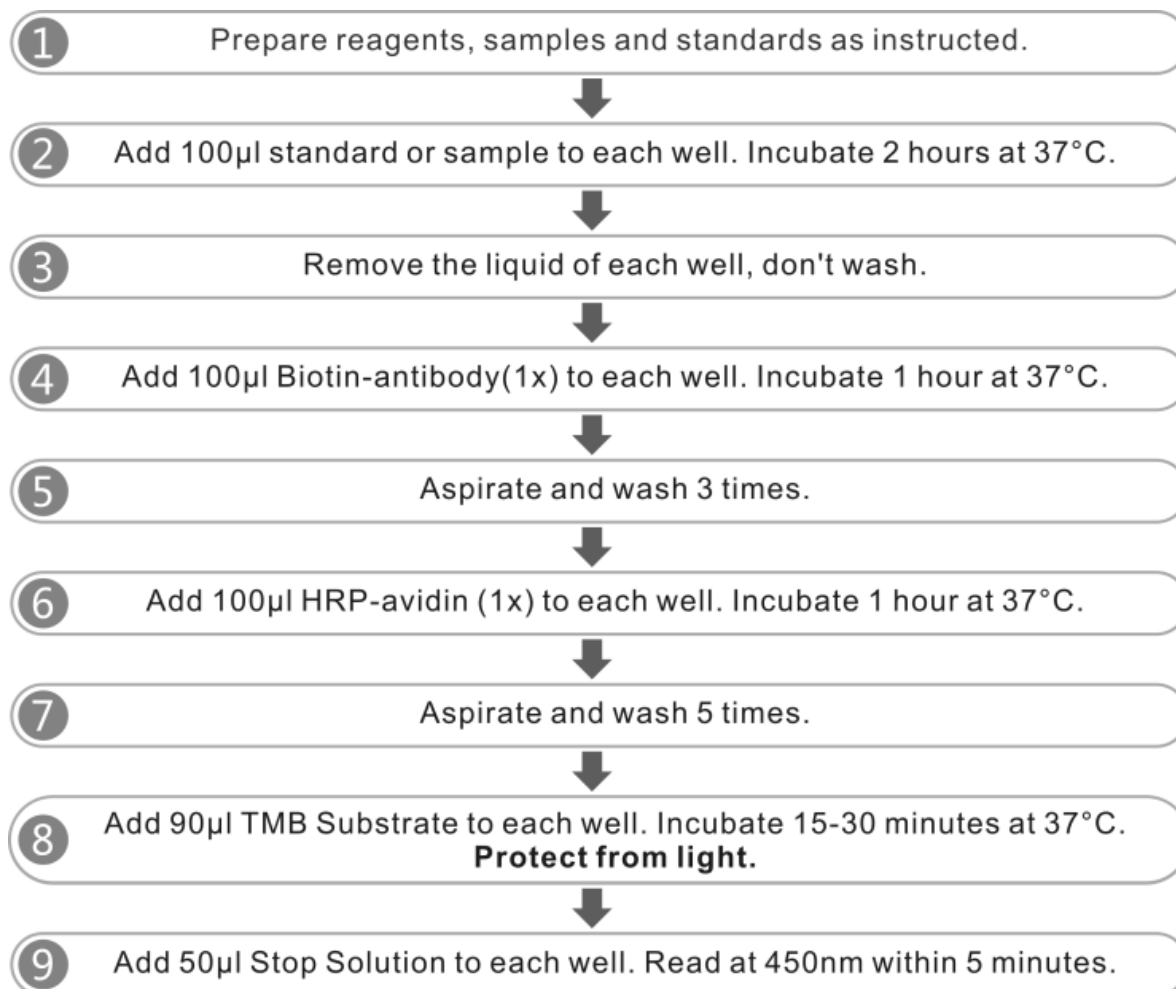 1 Prepare reagents, samples and standards as instructed.
2 Add 100µl standard or sample to each well. Incubate 2 hours at 37°C.
3 Remove the liquid of each well, don't wash.
4 Add 100µl Biotin-antibody(1x) to each well. Incubate 1 hour at 37°C.
5 Aspirate and wash 3 times.
6 Add 100µl HRP-avidin (1x) to each well. Incubate 1 hour at 37°C.
7 Aspirate and wash 5 times.
8 Add 90µl TMB Substrate to each well. Incubate 15-30 minutes at 37°C.
Protect from light.
9 Add 50µl Stop Solution to each well. Read at 450nm within 5 minutes.